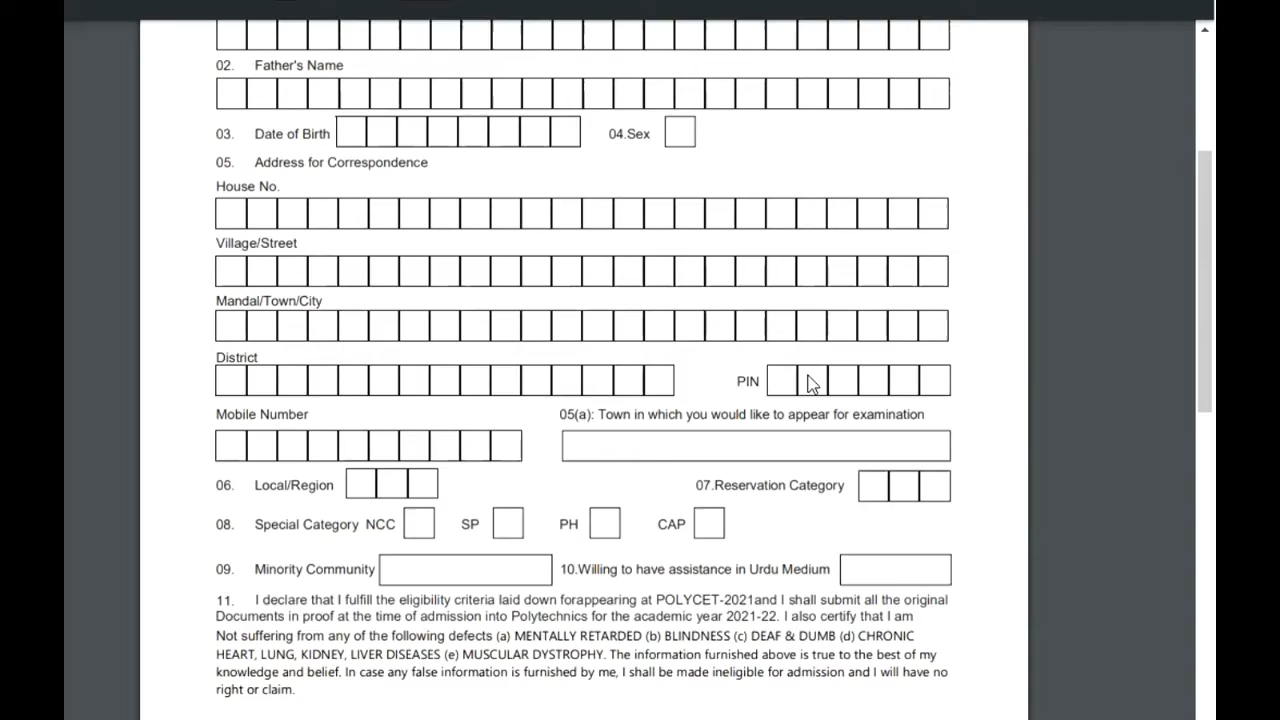 02. Father's Name
03. Date of Birth 04.Sex
05. Address for Correspondence
House No.
Village/Street
Mandal/Town/City
District PIN
Mobile Number 05(a): Town in which you would like to appear for examination
06. Local/Region 07.Reservation Category
08. Special Category NCC SP PH CAP
09. Minority Community 10.Willing to have assistance in Urdu Medium
11. I declare that I fulfill the eligibility criteria laid down forappearing at POLYCET-2021and I shall submit all the original
Documents in proof at the time of admission into Polytechnics for the academic year 2021-22. I also certify that I am
Not suffering from any of the following defects (a) MENTALLY RETARDED (b) BLINDNESS (c) DEAF & DUMB (d) CHRONIC
HEART, LUNG, KIDNEY, LIVER DISEASES (e) MUSCULAR DYSTROPHY. The information furnished above is true to the best of my
knowledge and belief. In case any false information is furnished by me, I shall be made ineligible for admission and I will have no
right or claim.